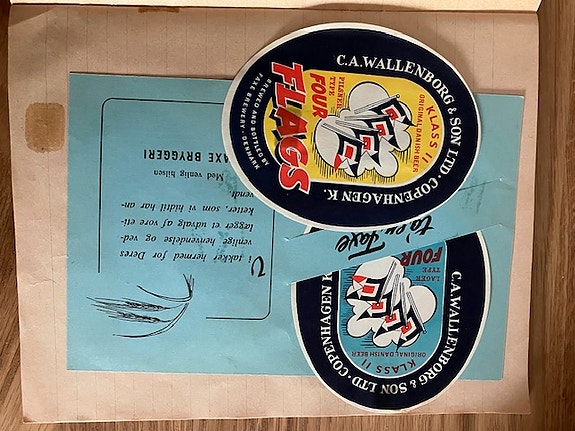 C.A.WALLENBORG & SON LTD·COPENHAGEN K.
KLASS II
ORIGINAL DANISH BEER
PILSNER
TYPE
FOUR
FLAGS
BREWED AND BOTTLED BY
FAXE BREWERY · DENMARK
Vi takker hermed for Deres
venlige henvendelse og ved-
lægger et udvalg af vore eti-
ketter, som vi hidtil har an-
vendt.
Med venlig hilsen
AXE BRYGGERI
Faxe
C.A.WALLENBORG & SON LTD·COPENHAGEN K
KLASS II
ORIGINAL DANISH BEER
LAGER
TYPE
FOUR